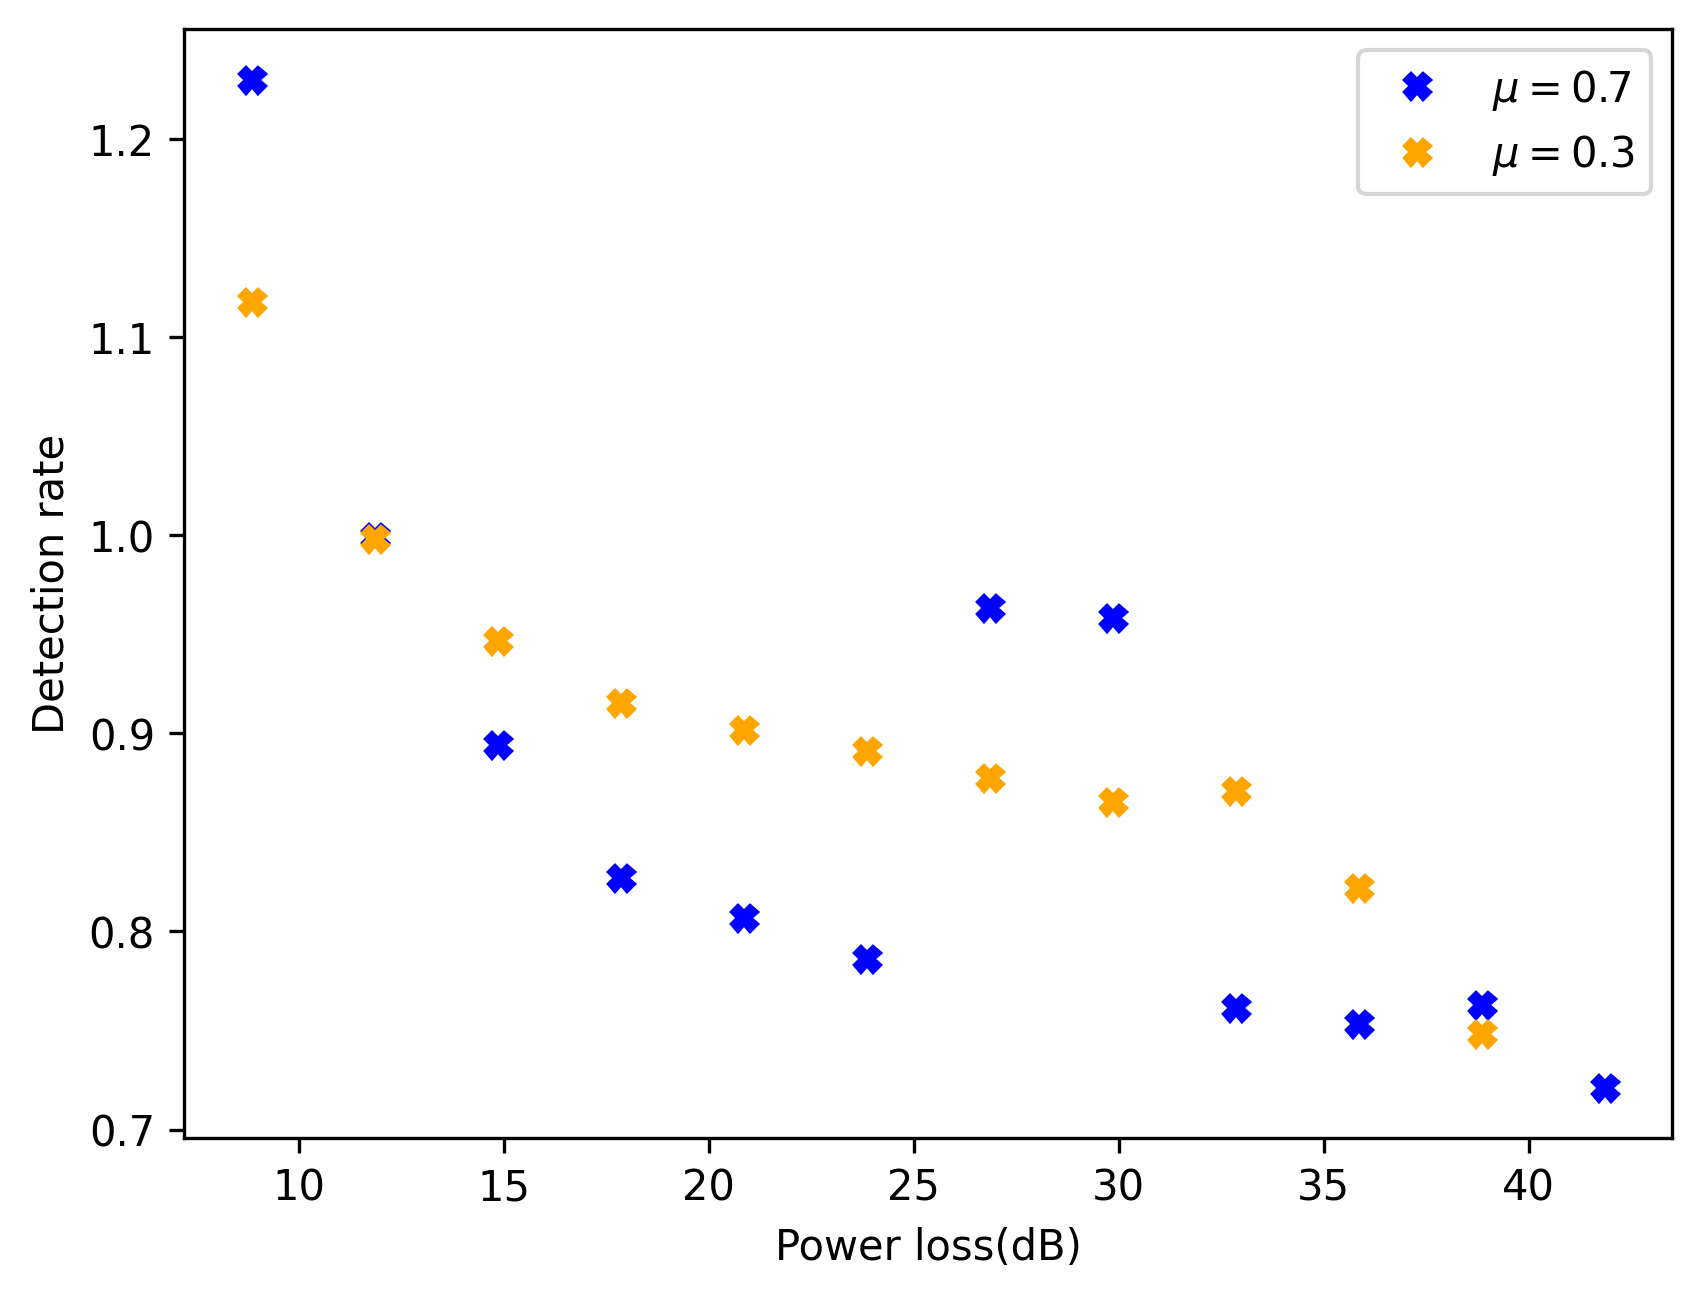 μ = 0.7
μ = 0.3
1.2
1.1
1.0
0.9
0.8
0.7
Detection rate
10 15 20 25 30 35 40
Power loss(dB)